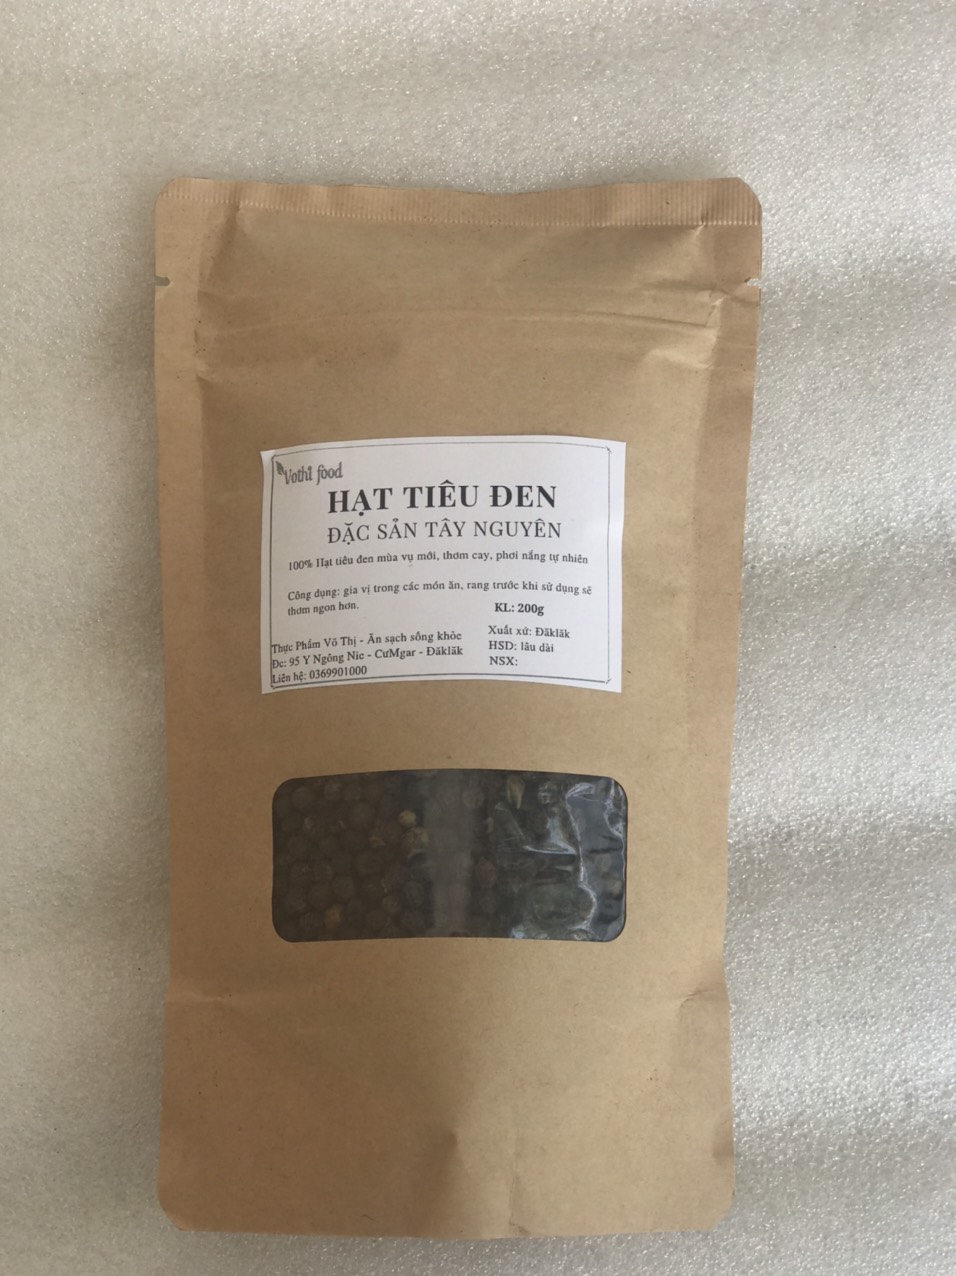 Vothi food
HẠT TIÊU ĐEN
ĐẶC SẢN TÂY NGUYÊN
100% Hạt tiêu đen mùa vụ mới, thơm cay, phơi nắng tự nhiên
Công dụng: gia vị trong các món ăn, rang trước khi sử dụng sẽ
thơm ngon hơn.
KL: 200g
Thực Phẩm Võ Thị - Ăn sạch sống khỏe
Đc: 95 Y Ngông Nie - CưMgar - Đăklăk
Liên hệ: 0369901000
Xuất xứ: Đăklăk
HSD: lâu dài
NSX: